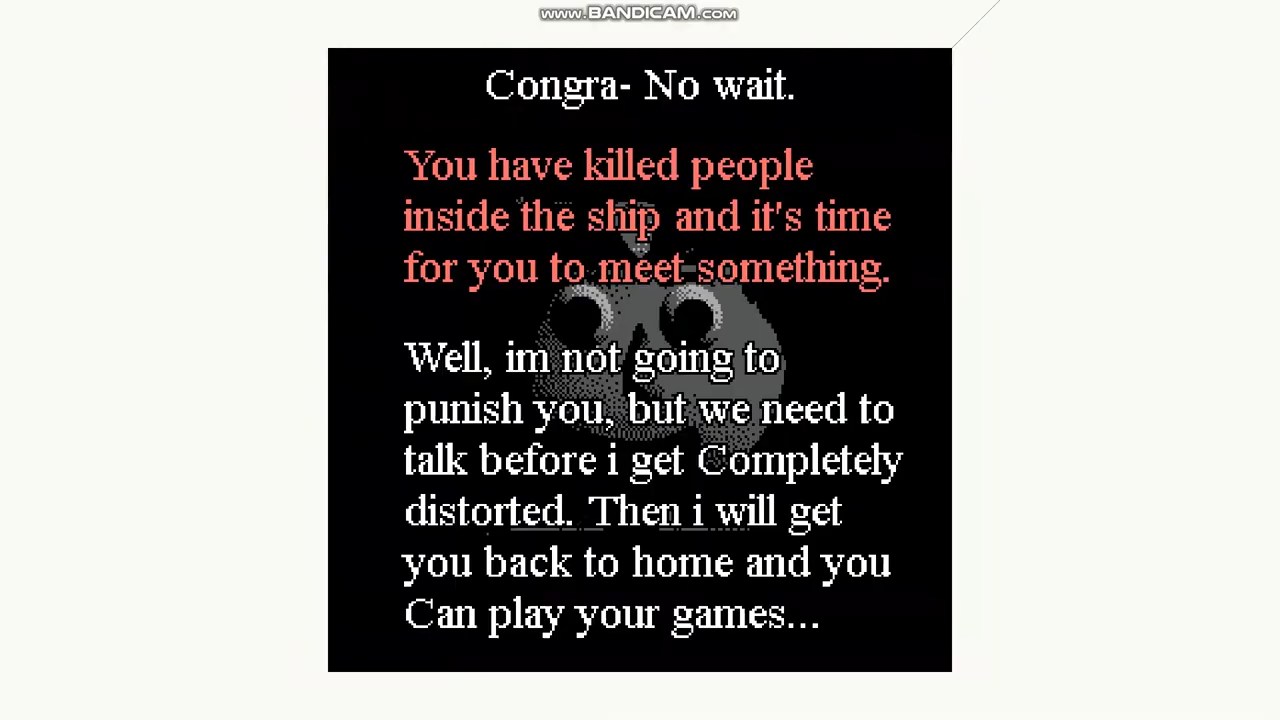 www.BANDICAM.com
Congra- No wait.
You have killed people
inside the ship and it's time
for you to meet something.
Well, im not going to
punish you, but we need to
talk before i get Completely
distorted. Then i will get
you back to home and you
Can play your games...